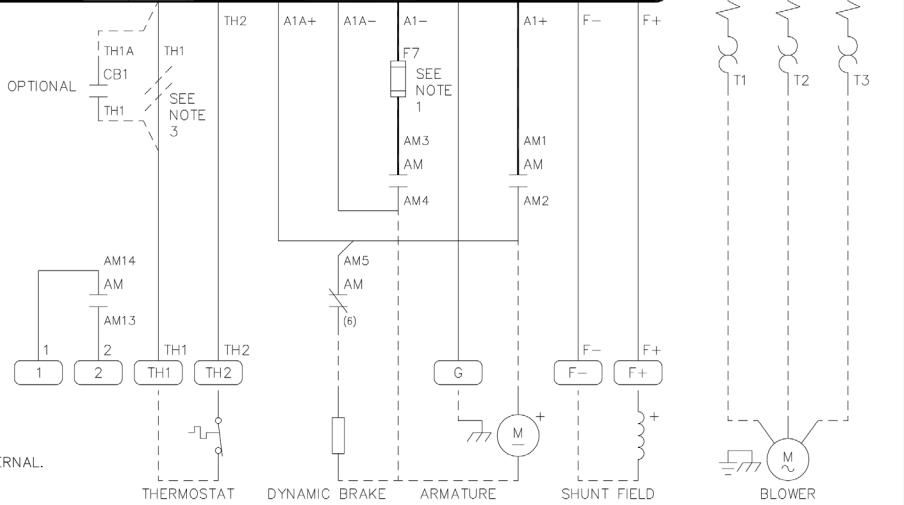 TH2 A1A+ A1A− A1− A1+ F− F+
TH1A TH1
F7
CB1
SEE
NOTE
1
OPTIONAL
T1 T2 T3
TH1
SEE
NOTE
3
AM3 AM1
AM AM
AM4 AM2
AM14 AM5
AM AM
AM13 (6)
1 2 TH1 TH2 F− F+
1 2 TH1 TH2 G F− F+
+ +
M M
ERNAL.
THERMOSTAT DYNAMIC BRAKE ARMATURE SHUNT FIELD BLOWER